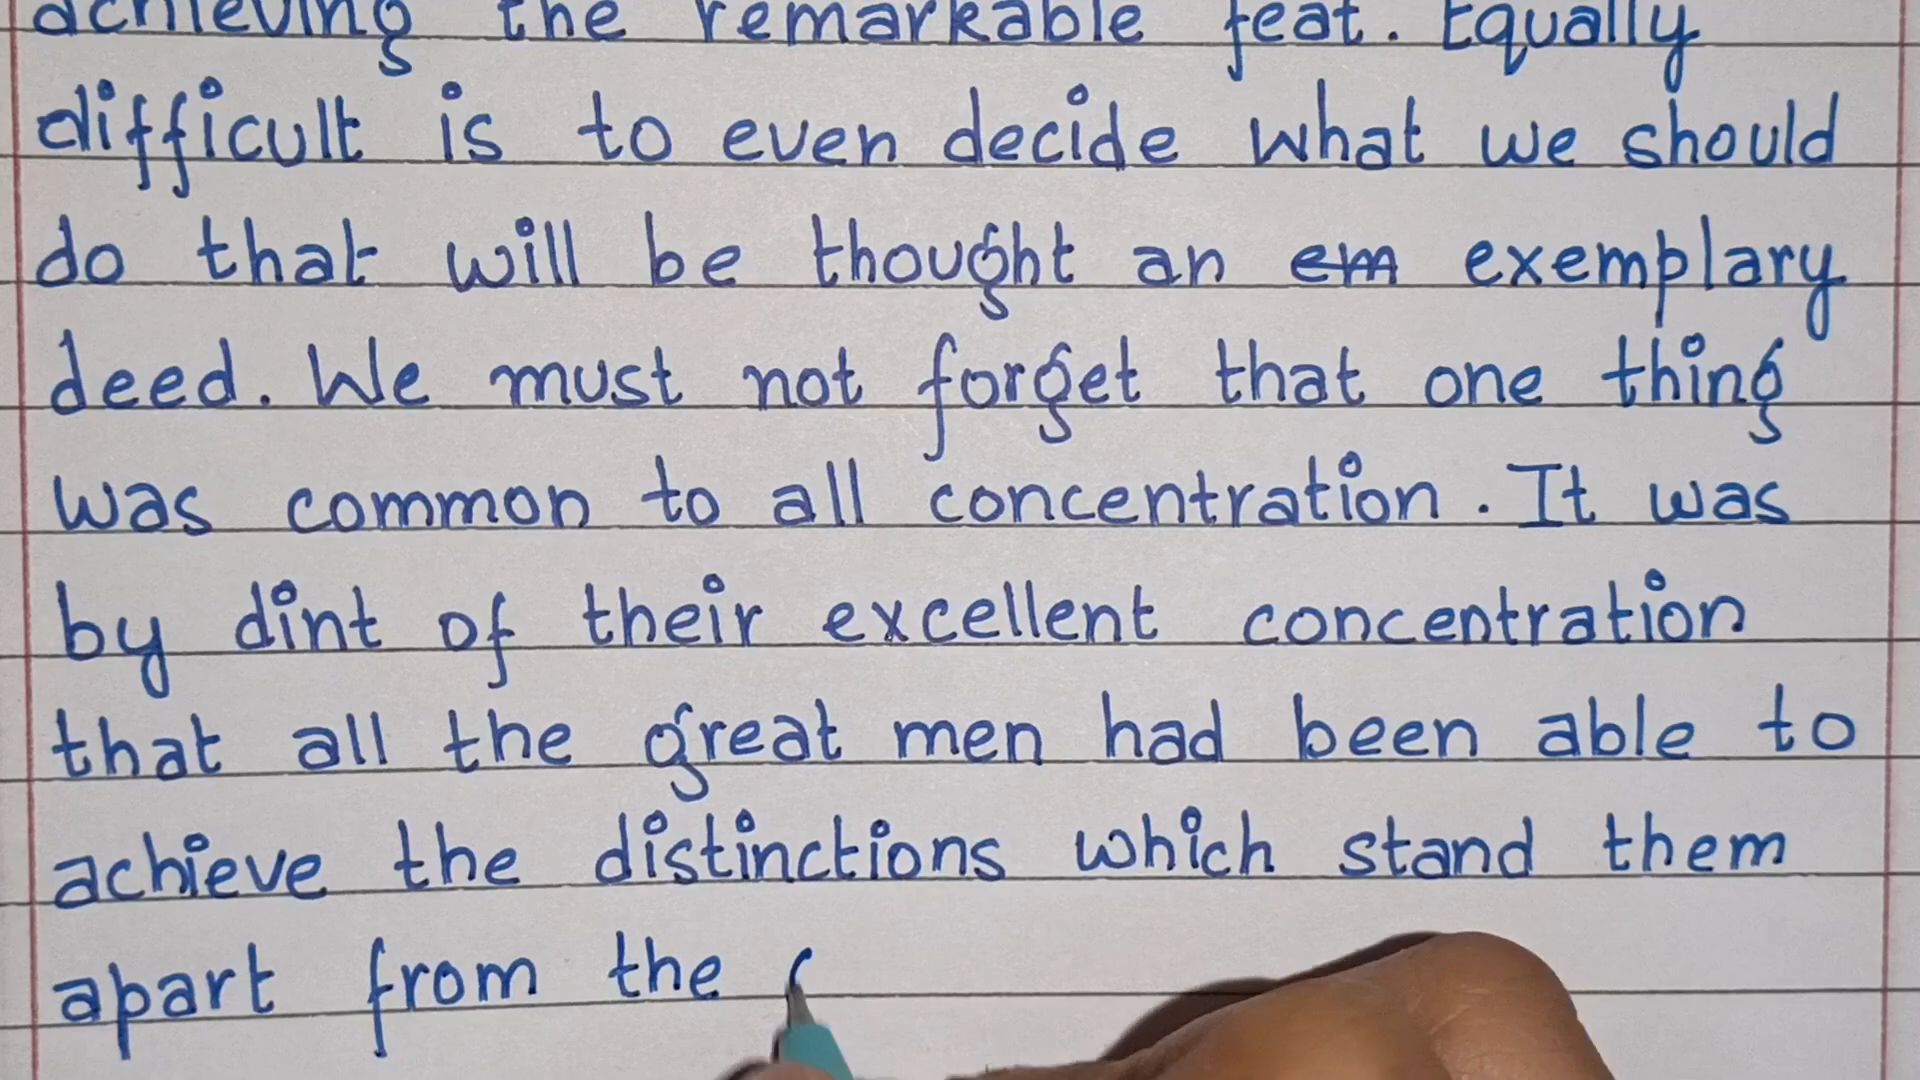 achieving the remarkable feat. Equally
difficult is to even decide what we should
do that will be thought an em exemplary
deed. We must not forget that one thing
was common to all concentration. It was
by dint of their excellent concentration
that all the great men had been able to
achieve the distinctions which stand them
apart from the